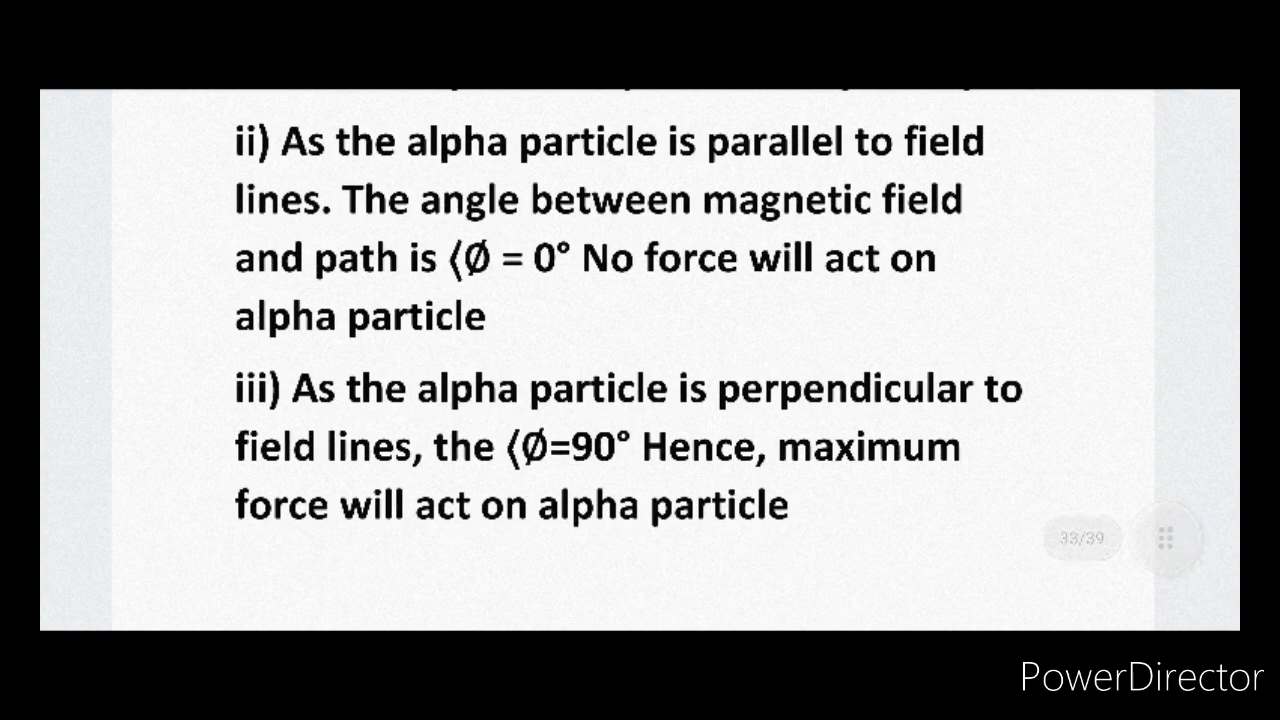 ii) As the alpha particle is parallel to field
lines. The angle between magnetic field
and path is ⟨Ø = 0° No force will act on
alpha particle
iii) As the alpha particle is perpendicular to
field lines, the ⟨Ø=90° Hence, maximum
force will act on alpha particle
33/39
PowerDirector